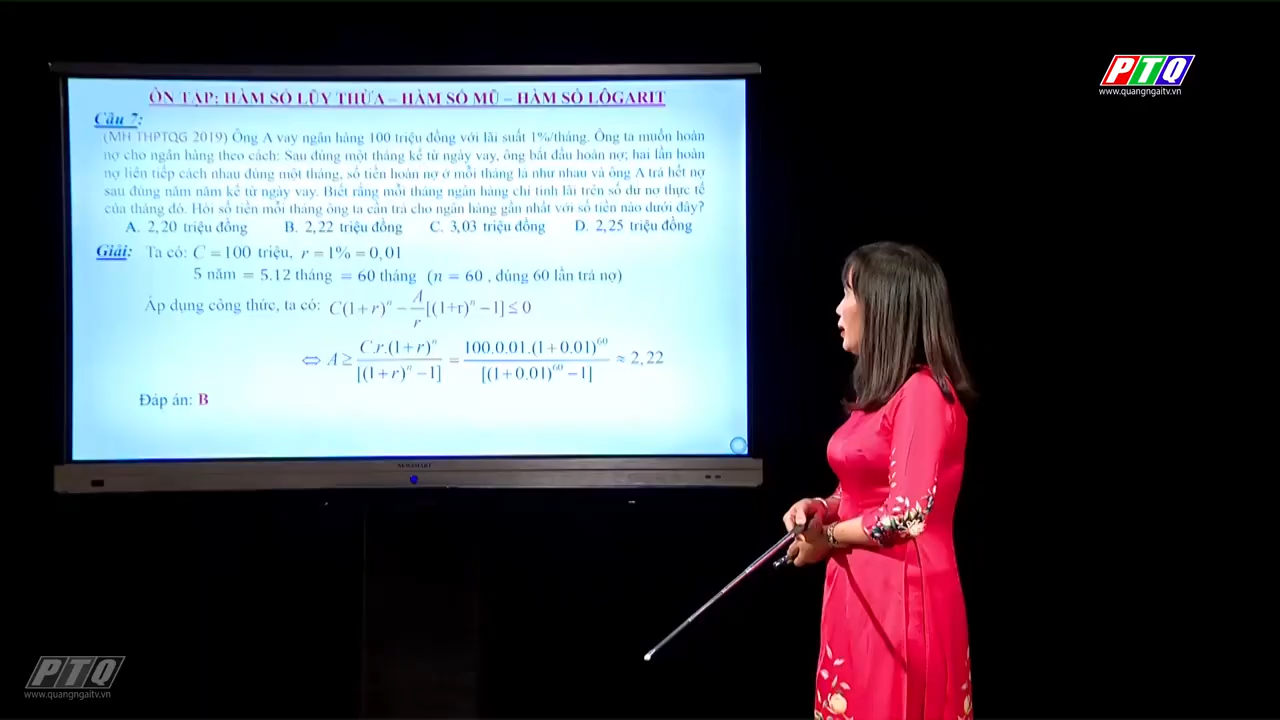 PTQ
www.quangngaitv.vn
ÔN TẬP: HÀM SỐ LŨY THỪA – HÀM SỐ MŨ – HÀM SỐ LÔGARIT
Câu 7:
(MH THPTQG 2019) Ông A vay ngân hàng 100 triệu đồng với lãi suất 1%/tháng. Ông ta muốn hoàn
nợ cho ngân hàng theo cách: Sau đúng một tháng kể từ ngày vay, ông bắt đầu hoàn nợ; hai lần hoàn
nợ liên tiếp cách nhau đúng một tháng, số tiền hoàn nợ ở mỗi tháng là như nhau và ông A trả hết nợ
sau đúng năm năm kể từ ngày vay. Biết rằng mỗi tháng ngân hàng chỉ tính lãi trên số dư nợ thực tế
của tháng đó. Hỏi số tiền mỗi tháng ông ta cần trả cho ngân hàng gần nhất với số tiền nào dưới đây?
A. 2,20 triệu đồng B. 2,22 triệu đồng C. 3,03 triệu đồng D. 2,25 triệu đồng
Giải: Ta có: C = 100 triệu, r = 1% = 0,01
5 năm = 5.12 tháng = 60 tháng (n = 60 , đúng 60 lần trả nợ)
Áp dụng công thức, ta có: C(1+r)^n − A/r[(1+r)^n −1] ≤ 0
⇔ A ≥ C.r.(1+r)^n / [(1+r)^n −1] = 100.0.01.(1+0.01)^60 / [(1+0.01)^60 −1] ≈ 2,22
Đáp án: B
NEWSMART
PTQ
www.quangngaitv.vn